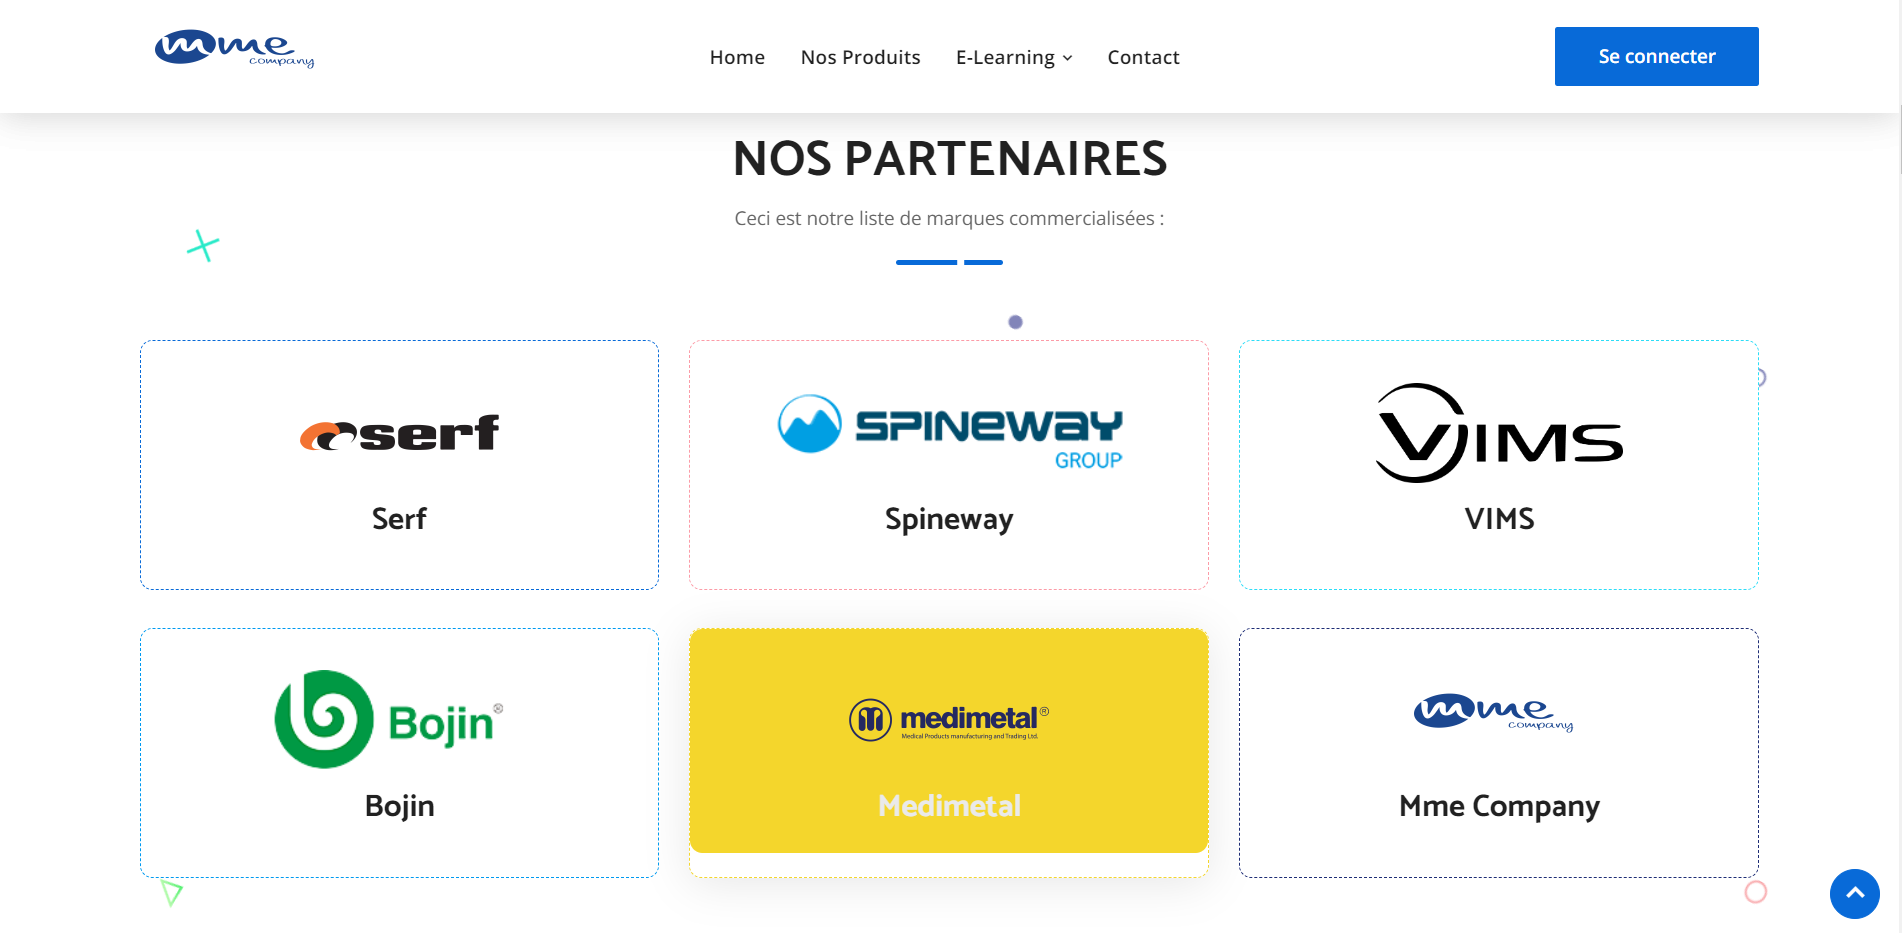 mme
company
Home Nos Produits E-Learning Contact
Se connecter
NOS PARTENAIRES
Ceci est notre liste de marques commercialisées :
serf
Serf
SPINEWAY
GROUP
Spineway
VIMS
VIMS
Bojin®
Bojin
medimetal®
Medical Products manufacturing and Trading Ltd.
Medimetal
mme
company
Mme Company